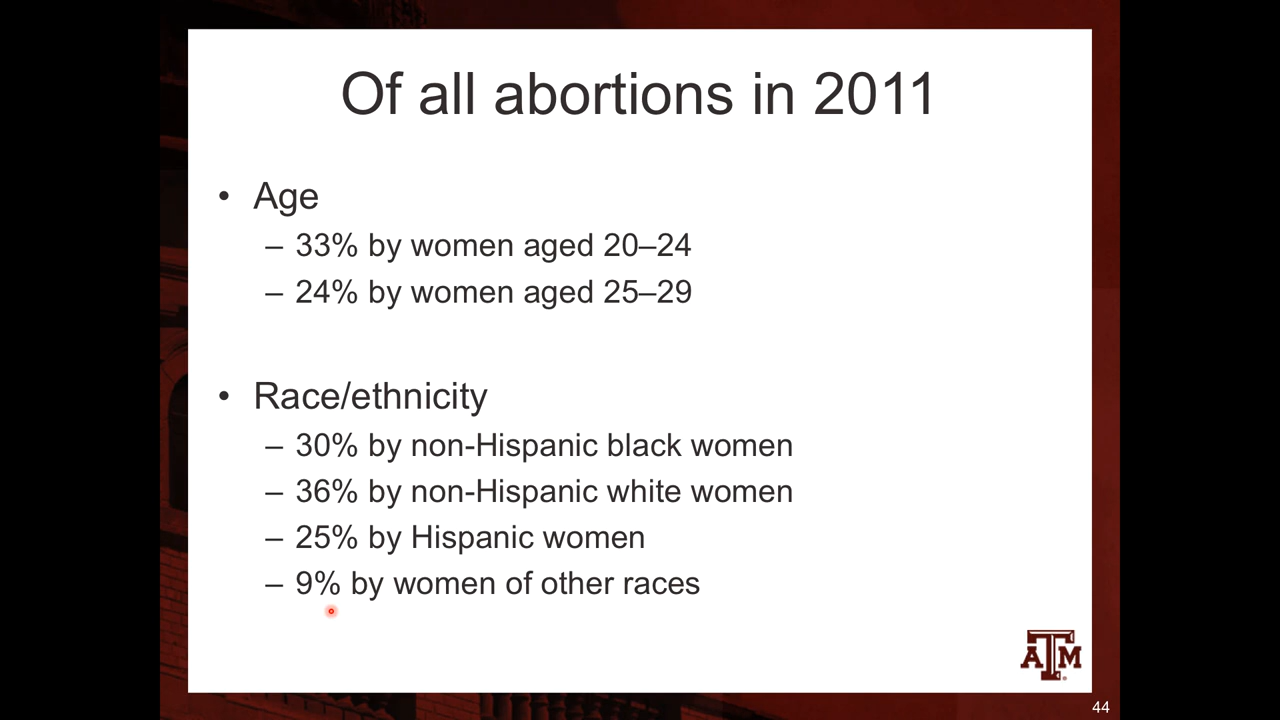 Of all abortions in 2011
• Age
– 33% by women aged 20–24
– 24% by women aged 25–29
• Race/ethnicity
– 30% by non-Hispanic black women
– 36% by non-Hispanic white women
– 25% by Hispanic women
– 9% by women of other races
ATM
44